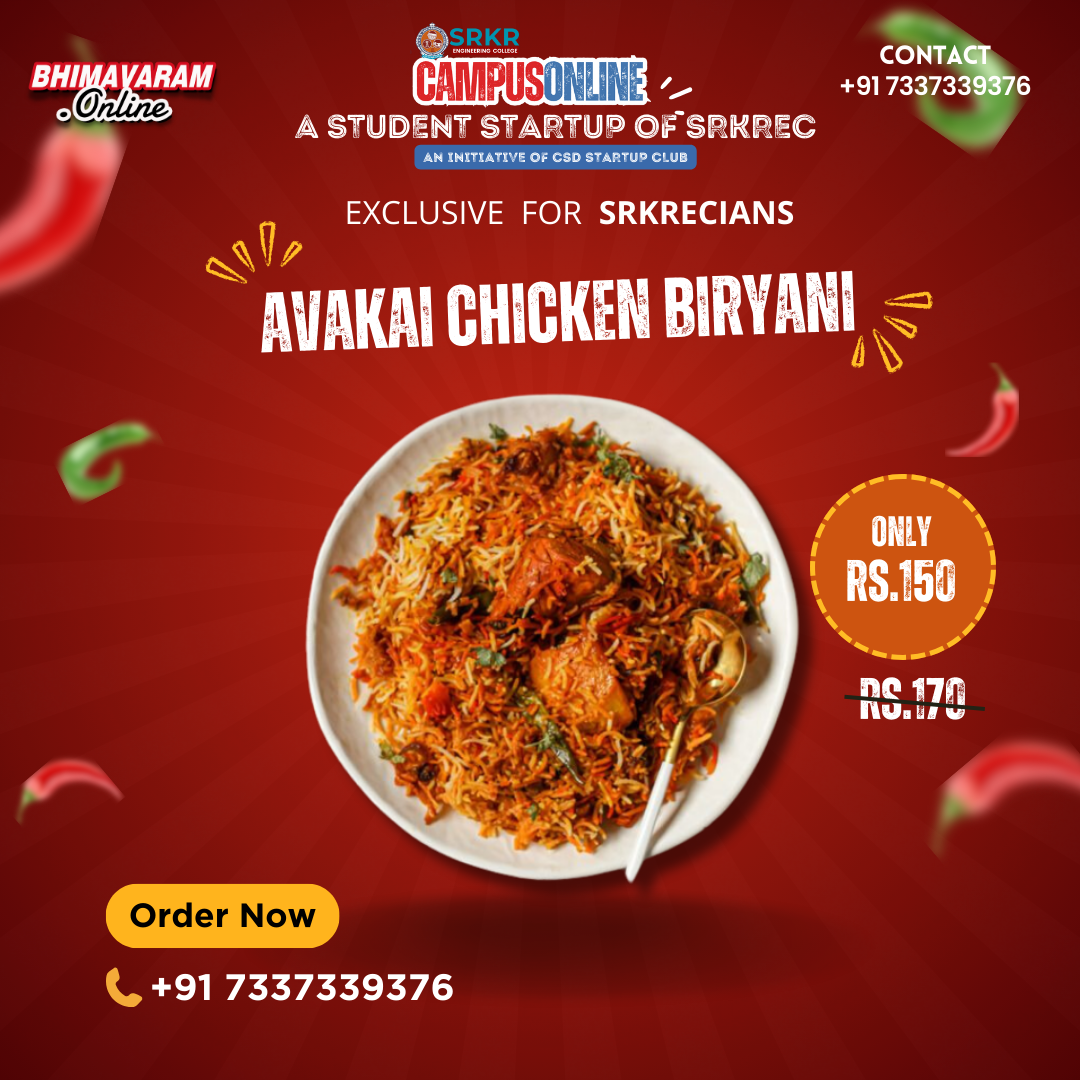 SRKR
ENGINEERING COLLEGE
BHIMAVARAM
.Online
CAMPUSONLINE
CONTACT
+91 7337339376
A STUDENT STARTUP OF SRKREC
AN INITIATIVE OF CSD STARTUP CLUB
EXCLUSIVE FOR SRKRECIANS
AVAKAI CHICKEN BIRYANI
ONLY
RS.150
RS.170
Order Now
+91 7337339376